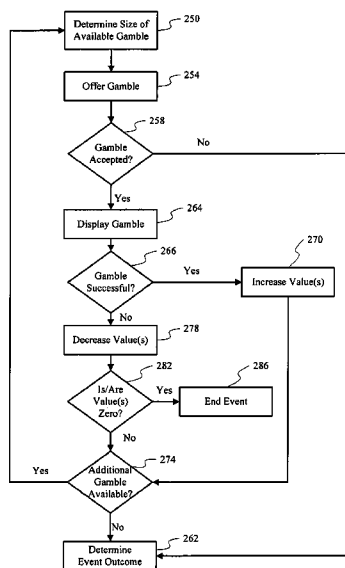 Determine Size of
Available Gamble
250
Offer Gamble
254
258
Gamble
Accepted?
No
Yes
Display Gamble
264
266
Gamble
Successful?
Yes
270
Increase Value(s)
No
Decrease Value(s)
278
282
Is/Are
Value(s)
Zero?
Yes
286
End Event
No
274
Additional
Gamble
Available?
Yes
No
Determine
Event Outcome
262